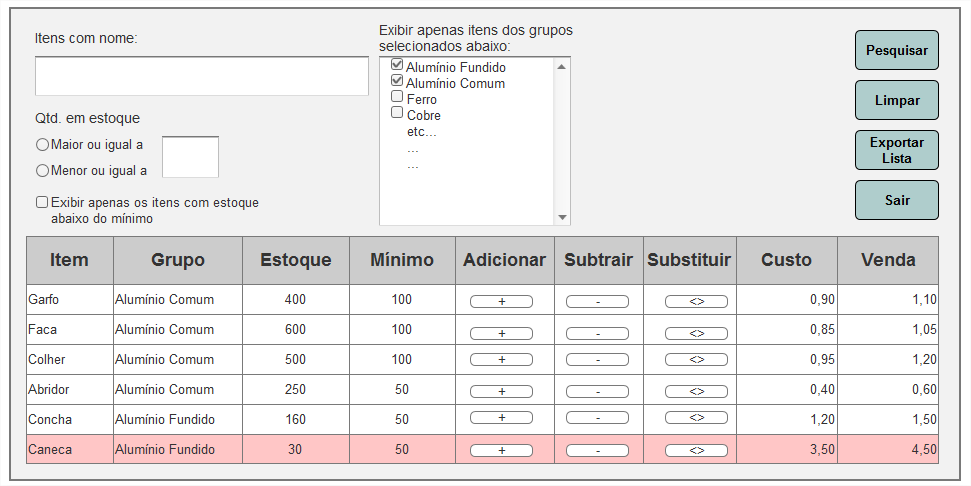 Itens com nome:
Qtd. em estoque
Maior ou igual a
Menor ou igual a
Exibir apenas os itens com estoque
abaixo do mínimo
Exibir apenas itens dos grupos
selecionados abaixo:
Alumínio Fundido
Alumínio Comum
Ferro
Cobre
etc...
...
...
Pesquisar
Limpar
Exportar
Lista
Sair
Item Grupo Estoque Mínimo Adicionar Subtrair Substituir Custo Venda
Garfo Alumínio Comum 400 100 + - <> 0,90 1,10
Faca Alumínio Comum 600 100 + - <> 0,85 1,05
Colher Alumínio Comum 500 100 + - <> 0,95 1,20
Abridor Alumínio Comum 250 50 + - <> 0,40 0,60
Concha Alumínio Fundido 160 50 + - <> 1,20 1,50
Caneca Alumínio Fundido 30 50 + - <> 3,50 4,50